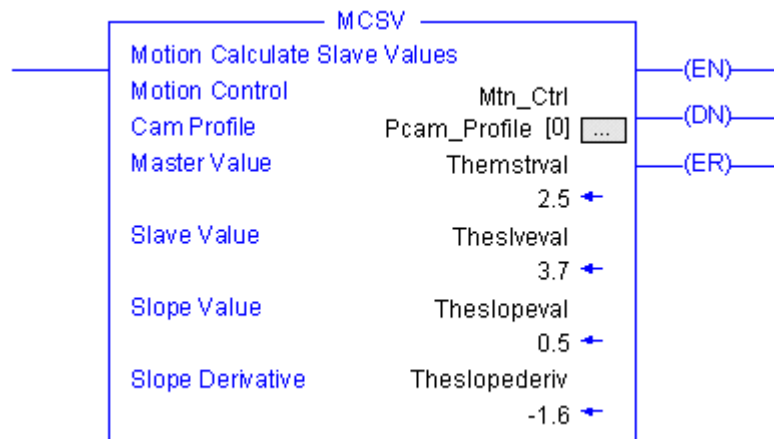 MCSV
Motion Calculate Slave Values
(EN)
Motion Control Mtn_Ctrl
Cam Profile Pcam_Profile [0] ...
(DN)
Master Value Themstrval
(ER)
2.5
Slave Value Theslveval
3.7
Slope Value Theslopeval
0.5
Slope Derivative Theslopederiv
-1.6